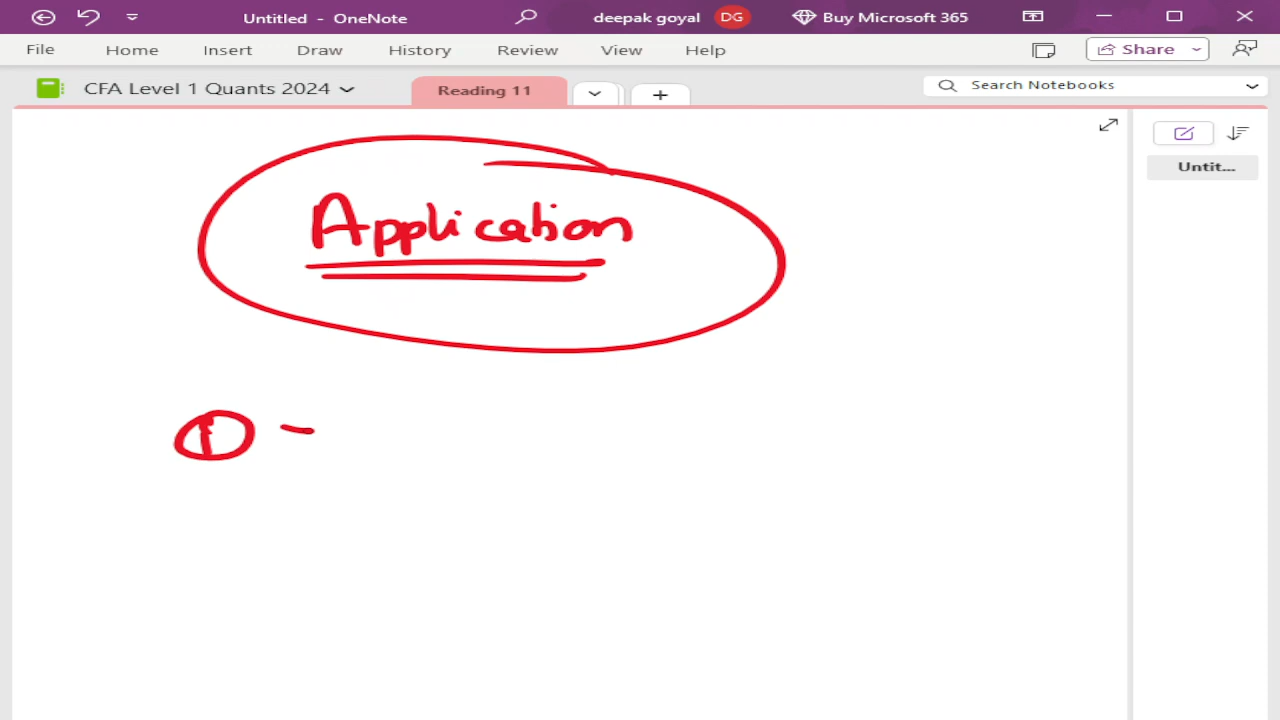 Untitled - OneNote
deepak goyal DG Buy Microsoft 365
File Home Insert Draw History Review View Help Share
CFA Level 1 Quants 2024 Reading 11 + Search Notebooks
Untit...
Application
1 -